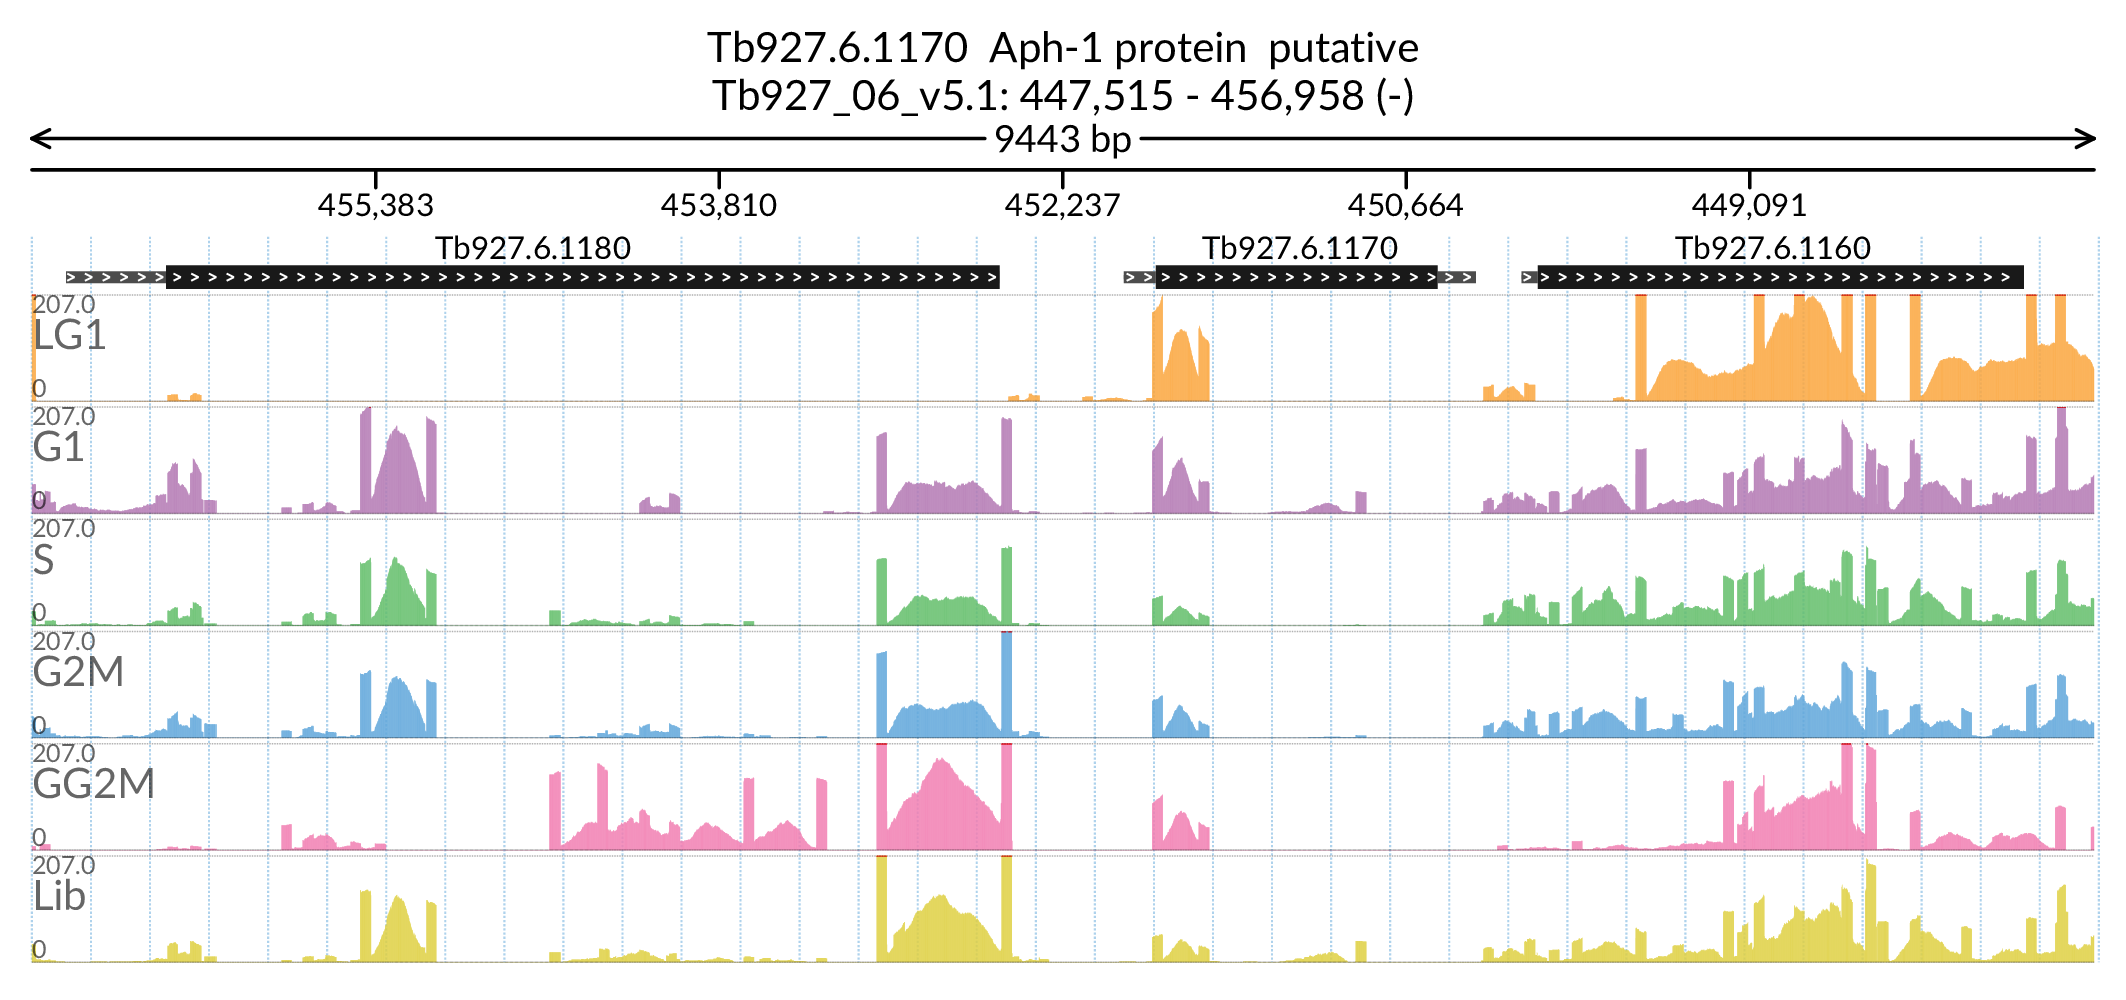 Tb927.6.1170 Aph-1 protein putative
Tb927_06_v5.1: 447,515 - 456,958 (-)
9443 bp
455,383 453,810 452,237 450,664 449,091
Tb927.6.1180 Tb927.6.1170 Tb927.6.1160
207.0
LG1
0
207.0
G1
0
207.0
S
0
207.0
G2M
0
207.0
GG2M
0
207.0
Lib
0